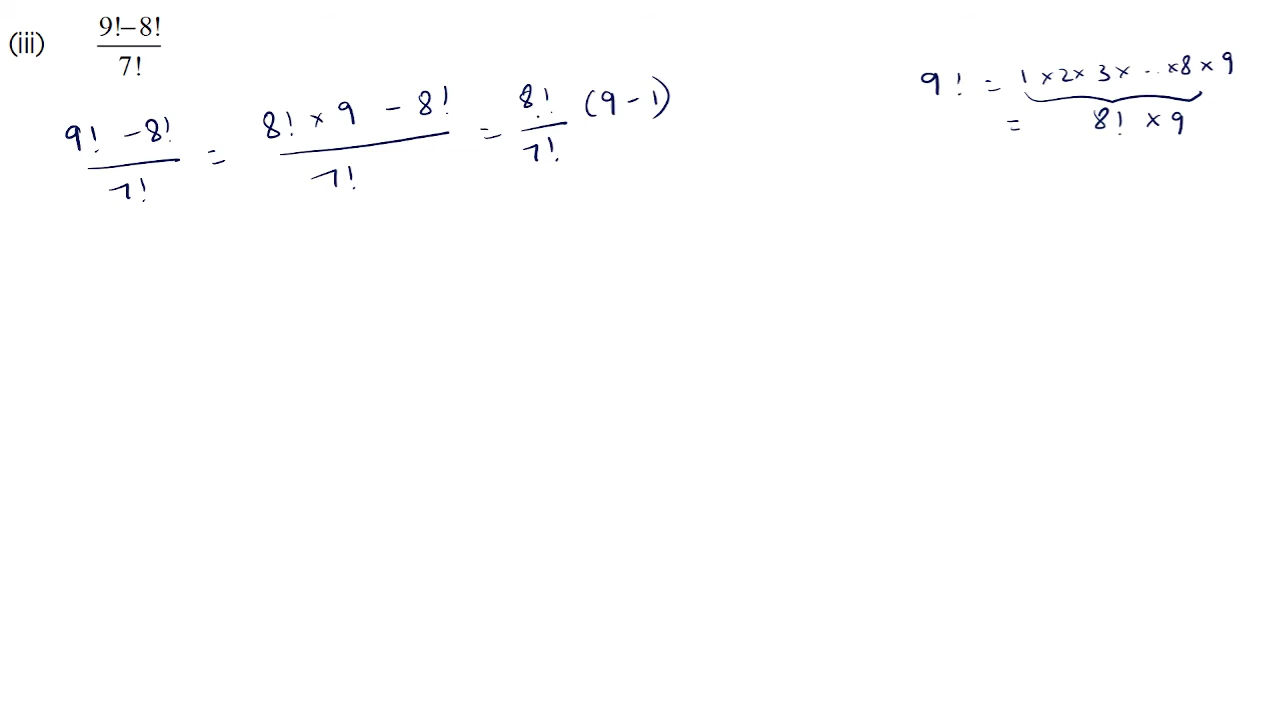 (iii) 9!−8! / 7!
9! − 8! / 7! = 8! × 9 − 8! / 7! = 8! / 7! (9 − 1)
9! = 1 × 2 × 3 × ... × 8 × 9
= 8! × 9